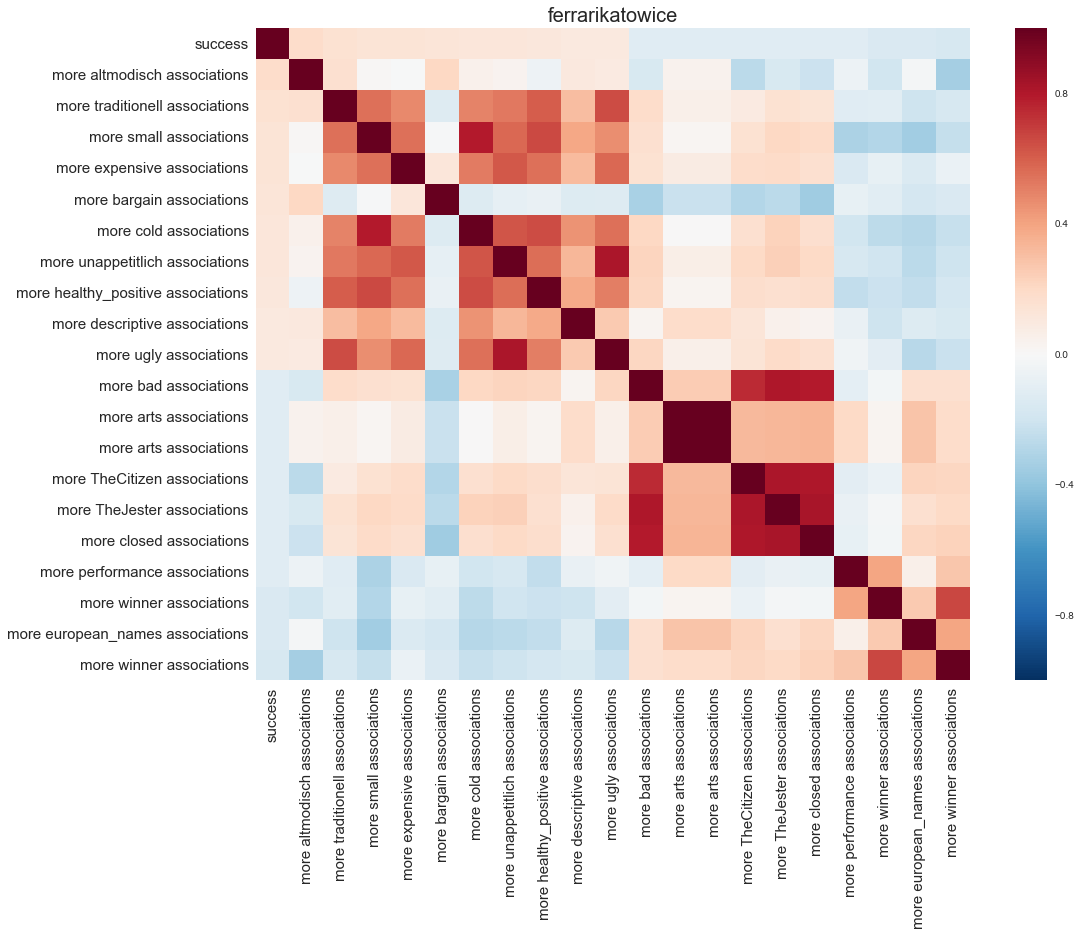 ferrarikatowice
success
more altmodisch associations
more traditionell associations
more small associations
more expensive associations
more bargain associations
more cold associations
more unappetitlich associations
more healthy_positive associations
more descriptive associations
more ugly associations
more bad associations
more arts associations
more arts associations
more TheCitizen associations
more TheJester associations
more closed associations
more performance associations
more winner associations
more european_names associations
more winner associations
0.8
0.4
0.0
−0.4
−0.8
success
more altmodisch associations
more traditionell associations
more small associations
more expensive associations
more bargain associations
more cold associations
more unappetitlich associations
more healthy_positive associations
more descriptive associations
more ugly associations
more bad associations
more arts associations
more arts associations
more TheCitizen associations
more TheJester associations
more closed associations
more performance associations
more winner associations
more european_names associations
more winner associations